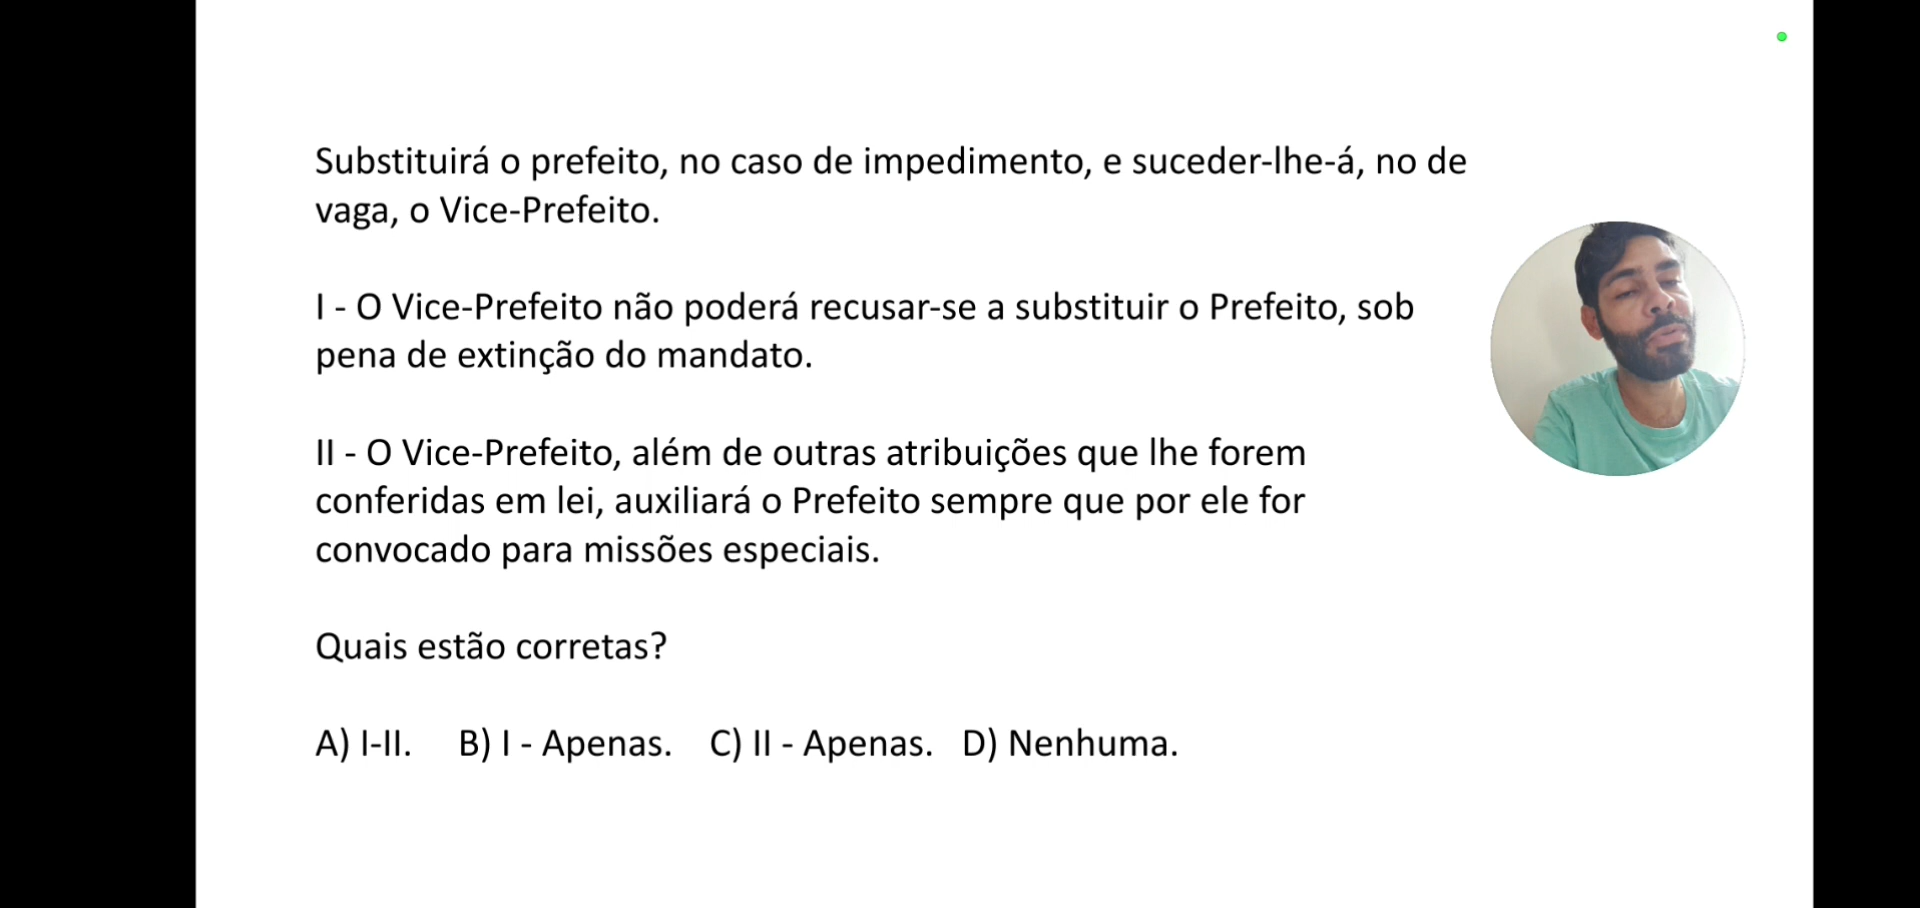 Substituirá o prefeito, no caso de impedimento, e suceder-lhe-á, no de
vaga, o Vice-Prefeito.
I - O Vice-Prefeito não poderá recusar-se a substituir o Prefeito, sob
pena de extinção do mandato.
II - O Vice-Prefeito, além de outras atribuições que lhe forem
conferidas em lei, auxiliará o Prefeito sempre que por ele for
convocado para missões especiais.
Quais estão corretas?
A) I-II. B) I - Apenas. C) II - Apenas. D) Nenhuma.